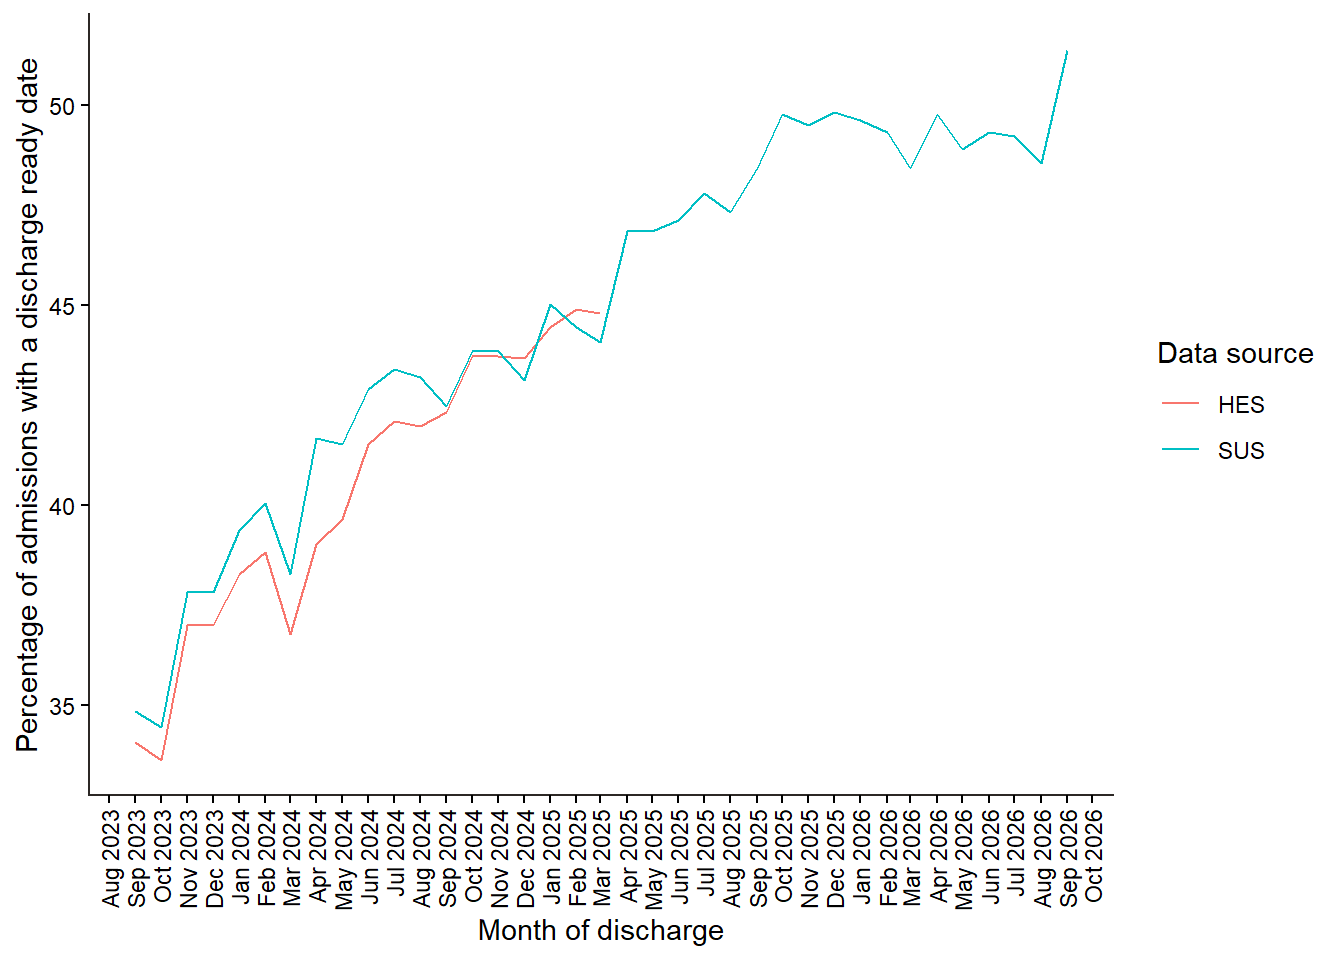 Percentage of admissions with a discharge ready date
50
45
40
35
Aug 2023
Sep 2023
Oct 2023
Nov 2023
Dec 2023
Jan 2024
Feb 2024
Mar 2024
Apr 2024
May 2024
Jun 2024
Jul 2024
Aug 2024
Sep 2024
Oct 2024
Nov 2024
Dec 2024
Jan 2025
Feb 2025
Mar 2025
Apr 2025
May 2025
Jun 2025
Jul 2025
Aug 2025
Sep 2025
Oct 2025
Nov 2025
Dec 2025
Jan 2026
Feb 2026
Mar 2026
Apr 2026
May 2026
Jun 2026
Jul 2026
Aug 2026
Sep 2026
Oct 2026
Month of discharge
Data source
HES
SUS